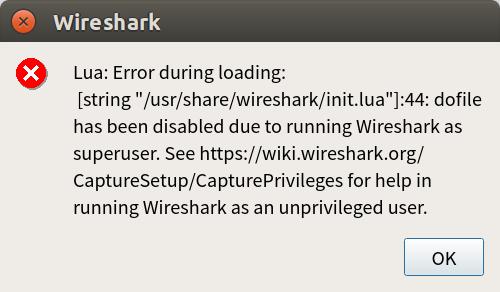 Wireshark
Lua: Error during loading:
[string "/usr/share/wireshark/init.lua"]:44: dofile
has been disabled due to running Wireshark as
superuser. See https://wiki.wireshark.org/
CaptureSetup/CapturePrivileges for help in
running Wireshark as an unprivileged user.
OK